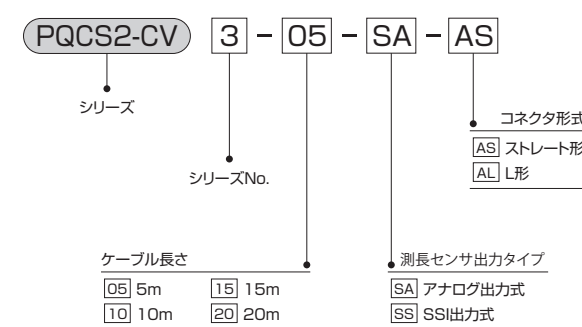 PQCS2-CV 3 - 05 - SA - AS
シリーズ
コネクタ形式
AS ストレート形
AL L形
シリーズNo.
ケーブル長さ
05 5m 15 15m
10 10m 20 20m
測長センサ出力タイプ
SA アナログ出力式
SS SSI出力式